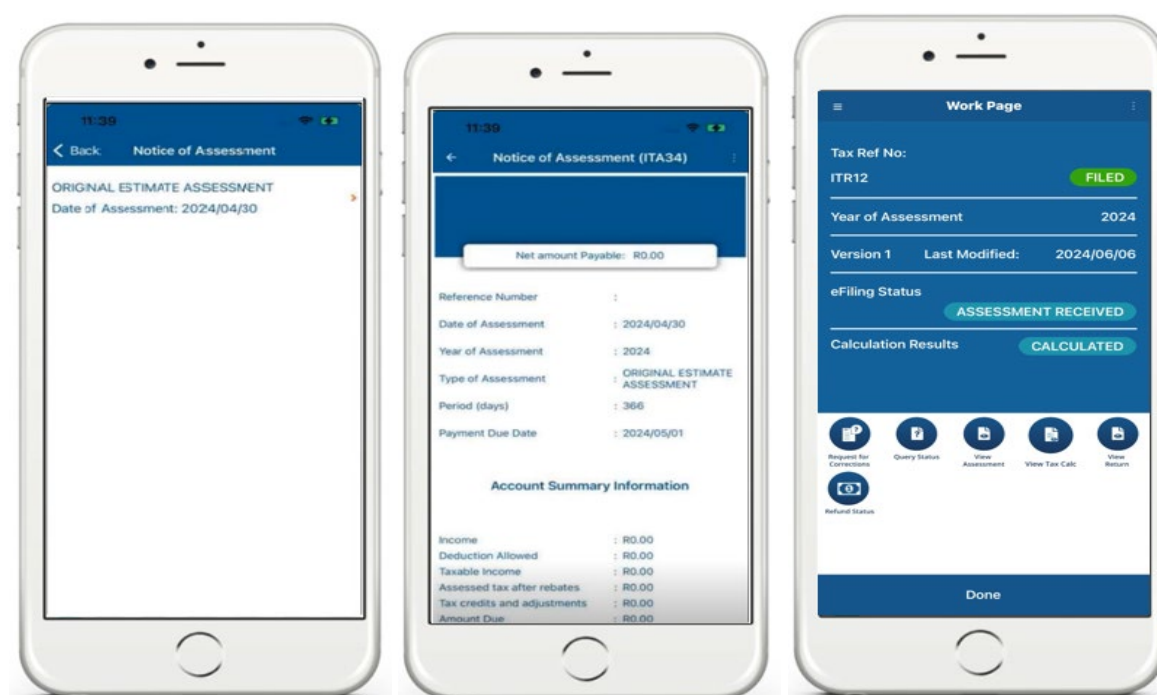 11:39
Back Notice of Assessment
ORIGINAL ESTIMATE ASSESSMENT
Date of Assessment: 2024/04/30
11:39
Notice of Assessment (ITA34)
Net amount Payable: R0.00
Reference Number :
Date of Assessment : 2024/04/30
Year of Assessment : 2024
Type of Assessment : ORIGINAL ESTIMATE
ASSESSMENT
Period (days) : 366
Payment Due Date : 2024/05/01
Account Summary Information
Income : R0.00
Deduction Allowed : R0.00
Taxable Income : R0.00
Assessed tax after rebates : R0.00
Tax credits and adjustments : R0.00
Amount Due : R0.00
Work Page
Tax Ref No:
ITR12 FILED
Year of Assessment 2024
Version 1 Last Modified: 2024/06/06
eFiling Status
ASSESSMENT RECEIVED
Calculation Results CALCULATED
Request for
Corrections
Query Status
View
Assessment
View Tax Calc
View
Return
Refund Status
Done